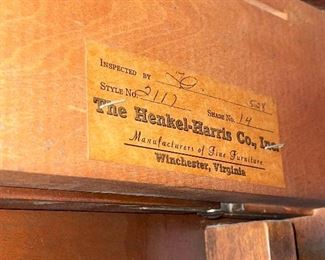 INSPECTED BY
STYLE NO. 2117 SHADE NO. 14
The Henkel-Harris Co., Inc.
Manufacturers of Fine Furniture
Winchester, Virginia